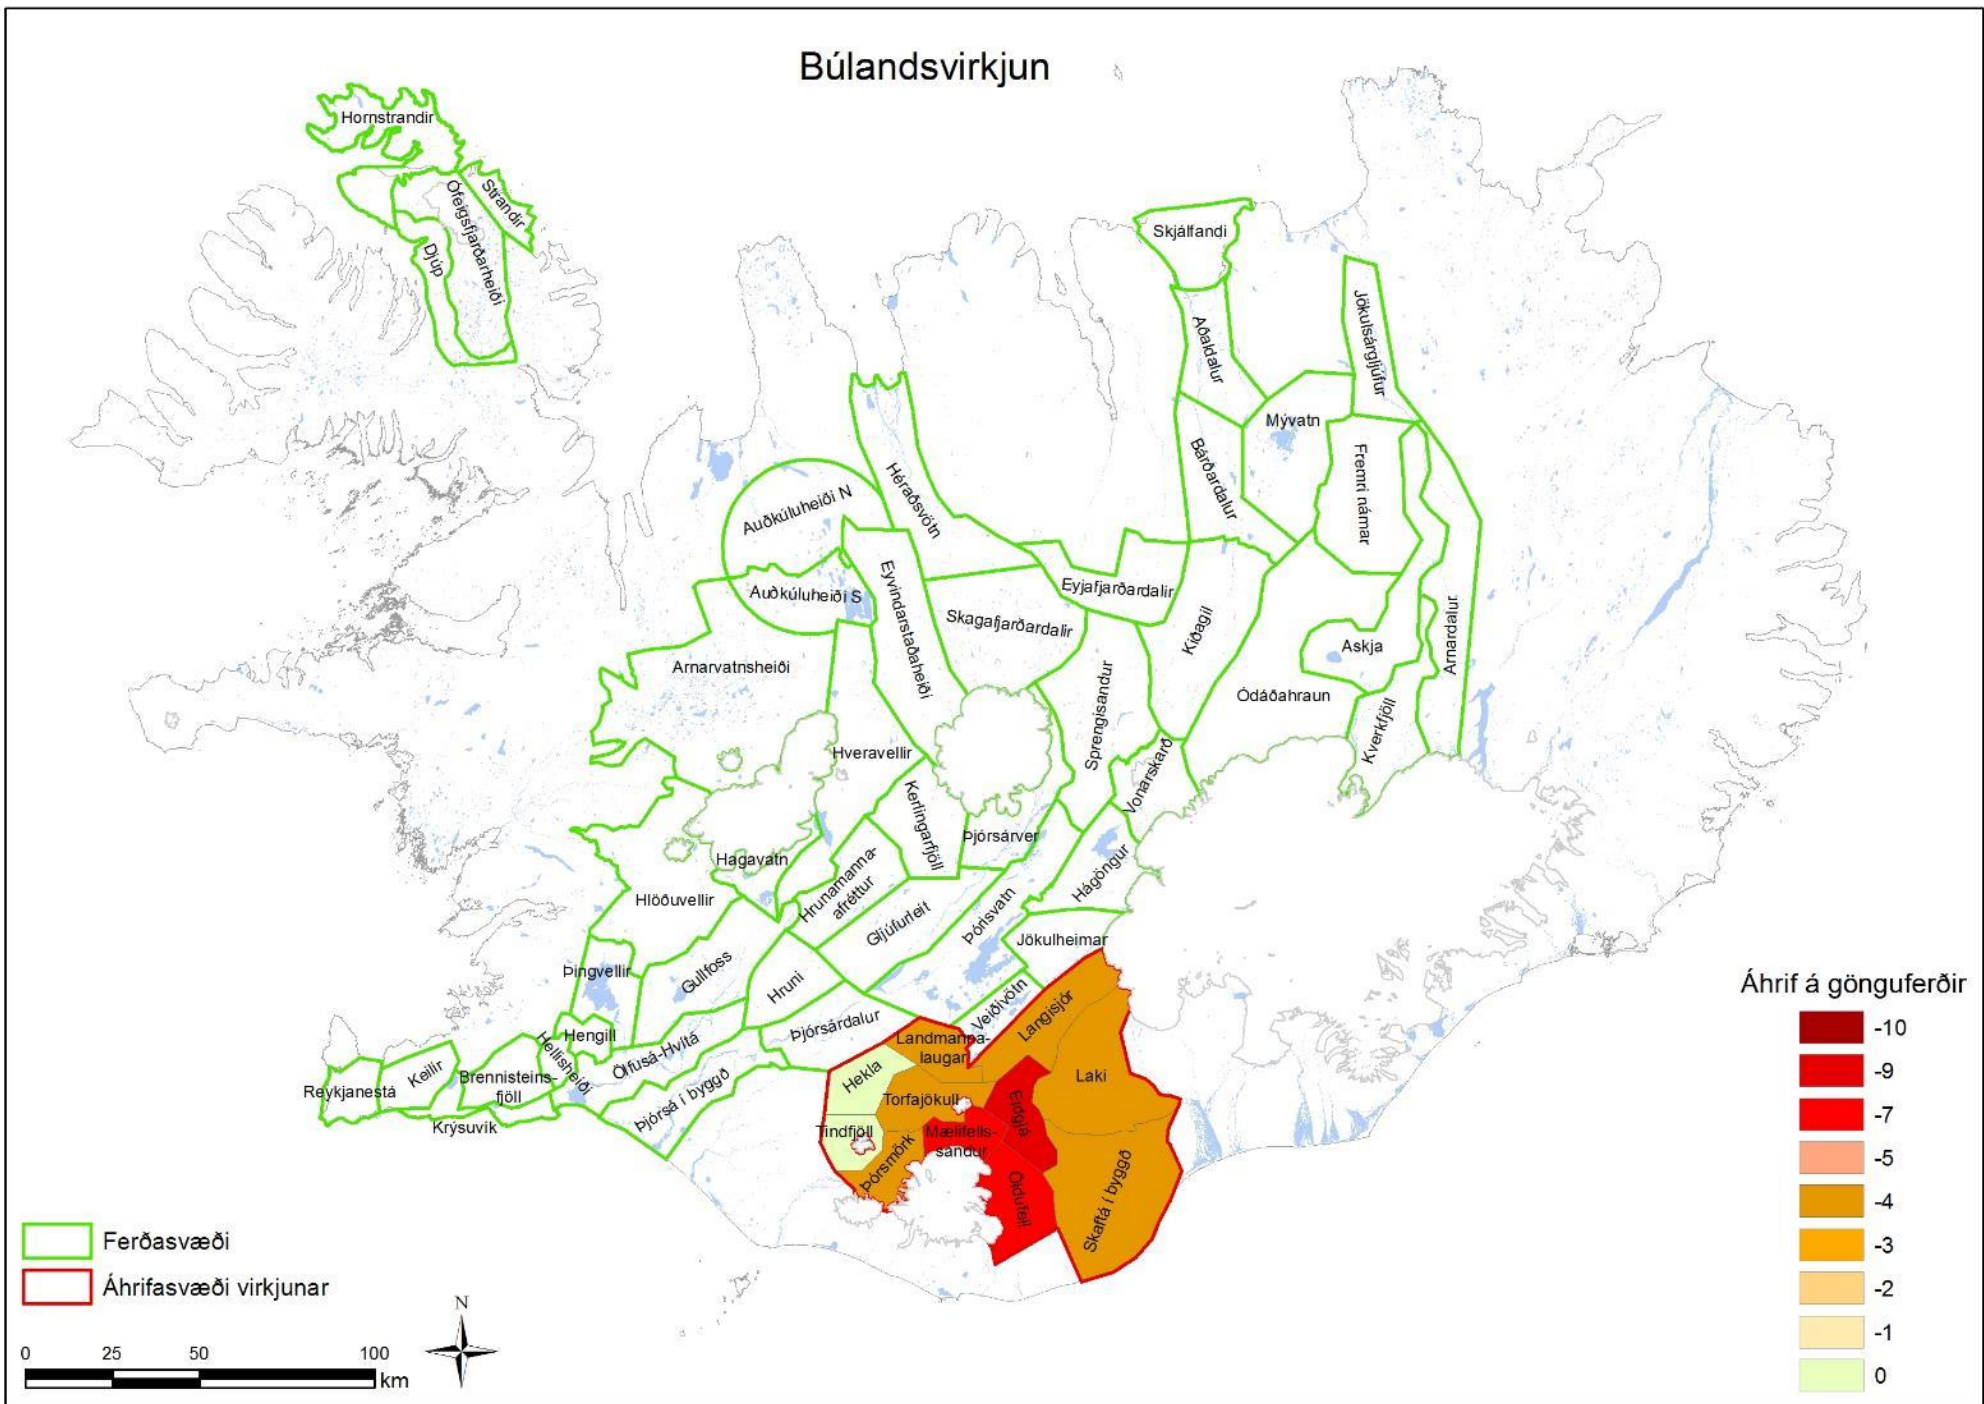 Búlandsvirkjun
Hornstrandir
Strandir
Ófeigsfjarðarheiði
Djúp
Skjálfandi
Aðaldalur
Jökulsárgljúfur
Mývatn
Bárðardalur
Fremri námar
Héraðsvötn
Auðkúluheiði N
Auðkúluheiði S
Eyvindarstaðaheiði
Eyjafjarðardalir
Skagafjarðardalir
Kiðagil
Askja
Arnardalur
Arnarvatnsheiði
Ódáðahraun
Sprengisandur
Kverkfjöll
Hveravellir
Vonarskarð
Kerlingarfjöll
Þjórsárver
Hagavatn
Hrunamanna-
afréttur
Hágöngur
Hlöðuvellir
Gljúfurleit
Þórisvatn
Jökulheimar
Þingvellir
Gullfoss
Hruni
Veiðivötn
Langisjór
Þjórsárdalur
Hengill
Hellisheiði
Ölfusá-Hvítá
Landmanna-
laugar
Laki
Hekla
Keilir
Reykjanestá
Brennisteins-
fjöll
Krýsuvík
Þjórsá í byggð
Torfajökull
Eldgjá
Tindfjöll
Mælifells-
sandur
Þórsmörk
Öldufell
Skaftá í byggð
Áhrif á gönguferðir
-10
-9
-7
-5
-4
-3
-2
-1
0
Ferðasvæði
Áhrifasvæði virkjunar
N
0 25 50 100
km